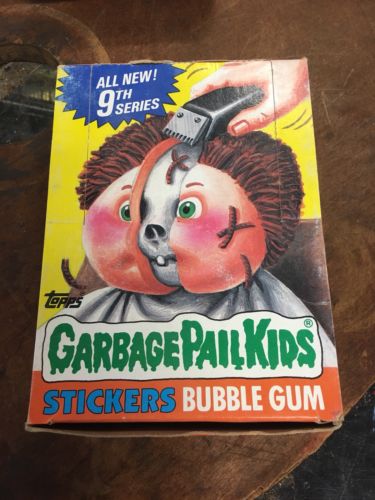 ALL NEW!
9TH
SERIES
TOPPS
GARBAGE PAIL KIDS®
STICKERS BUBBLE GUM